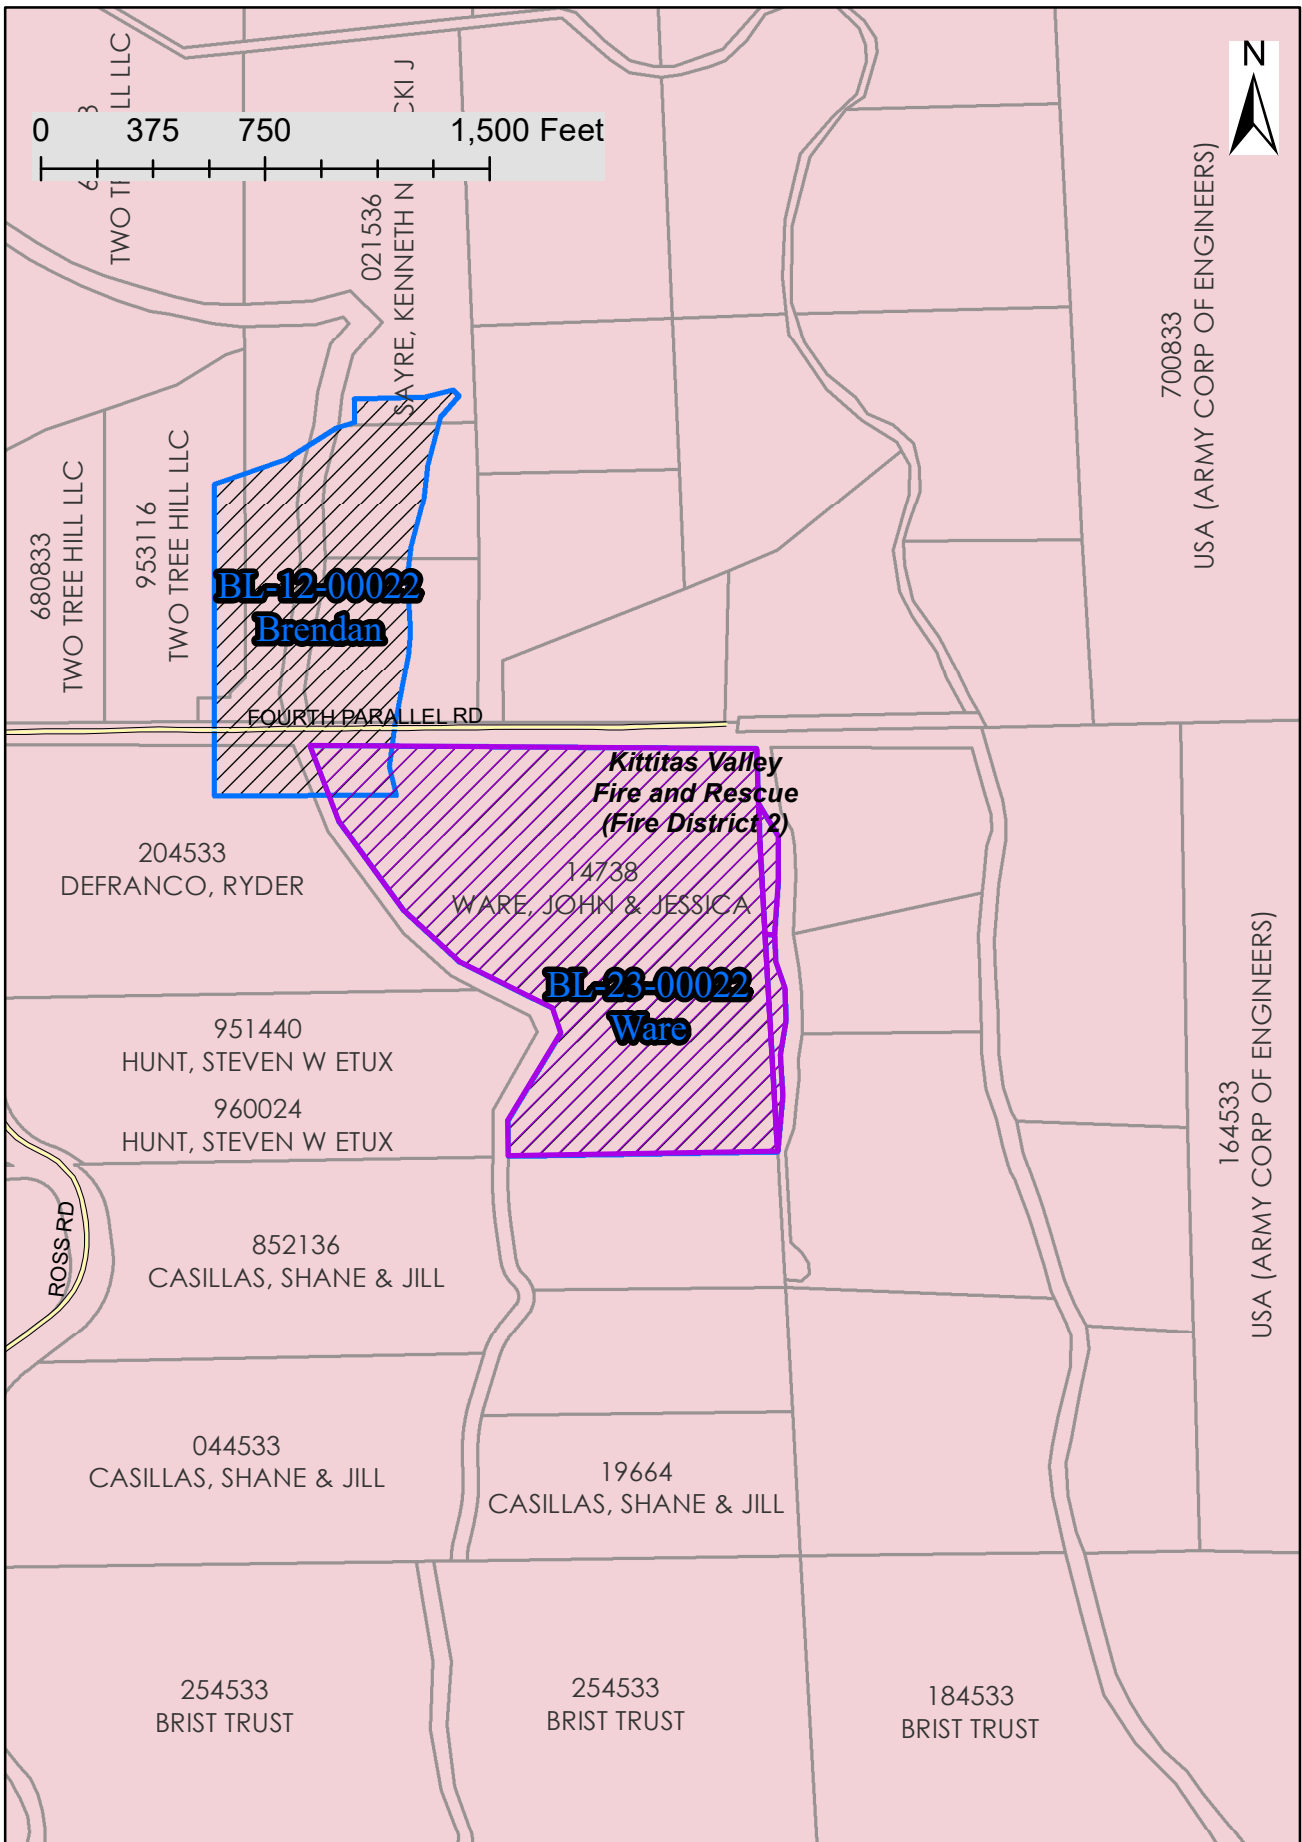 N
0 375 750 1,500 Feet
TWO
LL LLC
021536
SAYRE, KENNETH N
CKI J
700833
USA (ARMY CORP OF ENGINEERS)
680833
TWO TREE HILL LLC
953116
TWO TREE HILL LLC
BL-12-00022
Brendan
FOURTH PARALLEL RD
Kittitas Valley
Fire and Rescue
(Fire District 2)
204533
DEFRANCO, RYDER
14738
WARE, JOHN & JESSICA
BL-23-00022
Ware
951440
HUNT, STEVEN W ETUX
960024
HUNT, STEVEN W ETUX
164533
USA (ARMY CORP OF ENGINEERS)
ROSS RD
852136
CASILLAS, SHANE & JILL
044533
CASILLAS, SHANE & JILL
19664
CASILLAS, SHANE & JILL
254533
BRIST TRUST
254533
BRIST TRUST
184533
BRIST TRUST